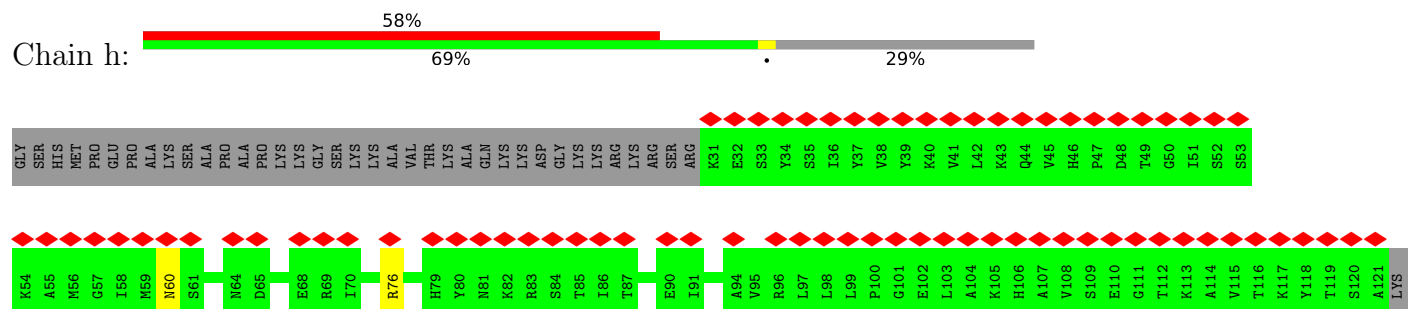 58%
Chain h:
69% • 29%
GLY SER HIS MET PRO GLU PRO ALA LYS SER ALA PRO ALA PRO LYS LYS GLY SER LYS LYS ALA VAL THR LYS ALA GLN LYS LYS ASP GLY LYS LYS ARG LYS ARG SER ARG K31 E32 S33 Y34 S35 I36 Y37 V38 Y39 K40 V41 L42 K43 Q44 V45 H46 P47 D48 T49 G50 I51 S52 S53
K54 A55 M56 G57 I58 M59 N60 S61 N64 D65 E68 R69 I70 R76 H79 Y80 N81 K82 R83 S84 T85 I86 T87 E90 I91 A94 V95 R96 L97 L98 L99 P100 G101 E102 L103 A104 K105 H106 A107 V108 S109 E110 G111 T112 K113 A114 V115 T116 K117 Y118 T119 S120 A121 LYS